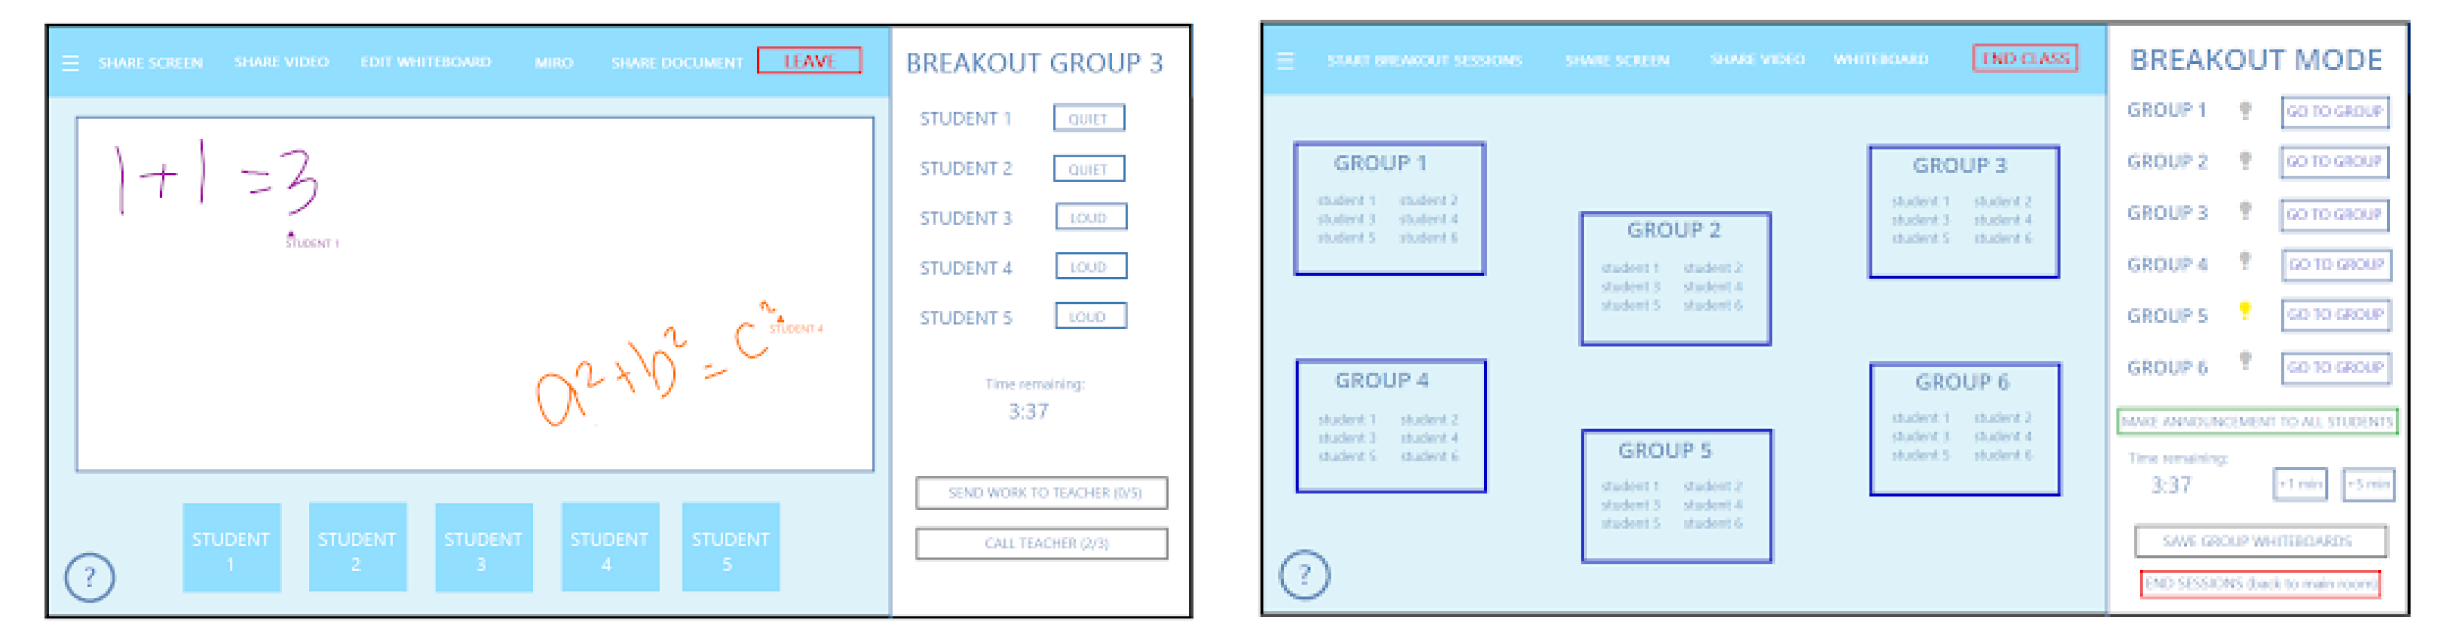 SHARE SCREEN SHARE VIDEO EDIT WHITEBOARD MIRO SHARE DOCUMENT LEAVE
1+1=3
STUDENT 1
a²+b²=c²
STUDENT 4
STUDENT 1
STUDENT 2
STUDENT 3
STUDENT 4
STUDENT 5
?
BREAKOUT GROUP 3
STUDENT 1 QUIET
STUDENT 2 QUIET
STUDENT 3 LOUD
STUDENT 4 LOUD
STUDENT 5 LOUD
Time remaining:
3:37
SEND WORK TO TEACHER (0/5)
CALL TEACHER (2/3)
START BREAKOUT SESSIONS SHARE SCREEN SHARE VIDEO WHITEBOARD END CLASS
GROUP 1
student 1 student 2
student 3 student 4
student 5 student 6
GROUP 2
student 1 student 2
student 3 student 4
student 5 student 6
GROUP 3
student 1 student 2
student 3 student 4
student 5 student 6
GROUP 4
student 1 student 2
student 3 student 4
student 5 student 6
GROUP 5
student 1 student 2
student 3 student 4
student 5 student 6
GROUP 6
student 1 student 2
student 3 student 4
student 5 student 6
?
BREAKOUT MODE
GROUP 1 GO TO GROUP
GROUP 2 GO TO GROUP
GROUP 3 GO TO GROUP
GROUP 4 GO TO GROUP
GROUP 5 GO TO GROUP
GROUP 6 GO TO GROUP
MAKE ANNOUNCEMENT TO ALL STUDENTS
Time remaining:
3:37 +1 min +5 min
SAVE GROUP WHITEBOARDS
END SESSIONS (back to main room)